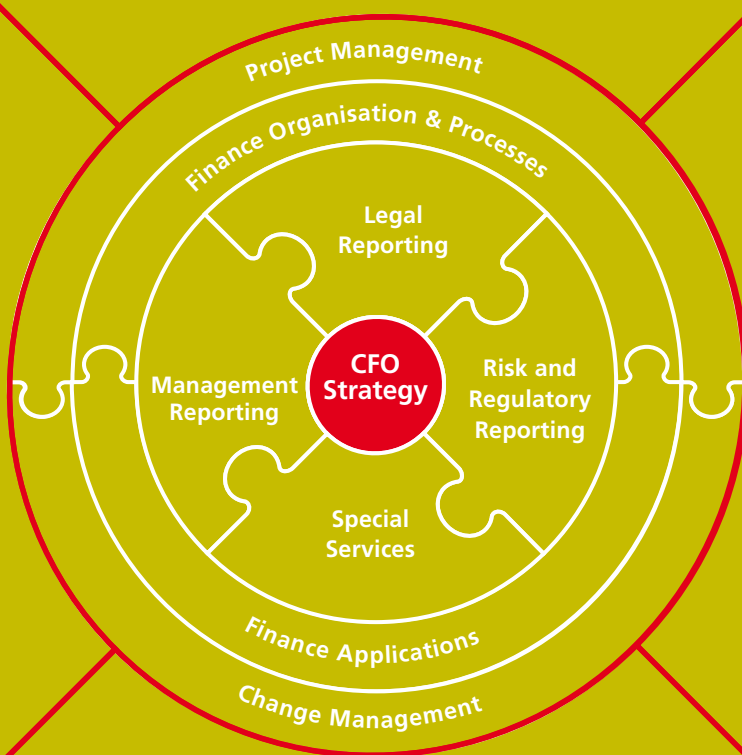 Project Management
Finance Organisation & Processes
Legal
Reporting
CFO
Strategy
Management
Reporting
Risk and
Regulatory
Reporting
Special
Services
Finance Applications
Change Management